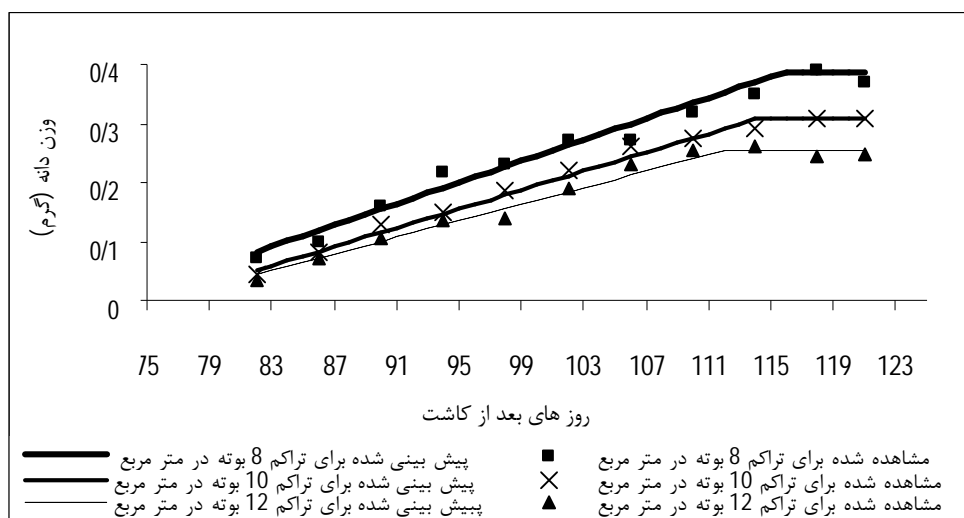 وزن دانه (گرم)
0/4
0/3
0/2
0/1
0
75 79 83 87 91 95 99 103 107 111 115 119 123
روز های بعد از کاشت
پیش بینی شده برای تراکم 8 بوته در متر مربع
مشاهده شده برای تراکم 8 بوته در متر مربع
پیش بینی شده برای تراکم 10 بوته در متر مربع
مشاهده شده برای تراکم 10 بوته در متر مربع
پیبش بینی شده برای تراکم 12 بوته در متر مربع
مشاهده شده برای تراکم 12 بوته در متر مربع